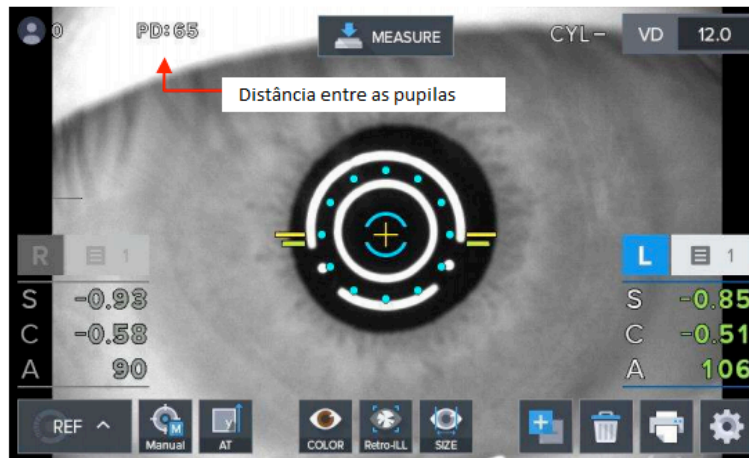 0 PD:65 MEASURE CYL- VD 12.0
Distância entre as pupilas
R 1
S -0.93
C -0.58
A 90
L 1
S -0.85
C -0.51
A 106
REF Manual M AT y COLOR Retro-ILL SIZE